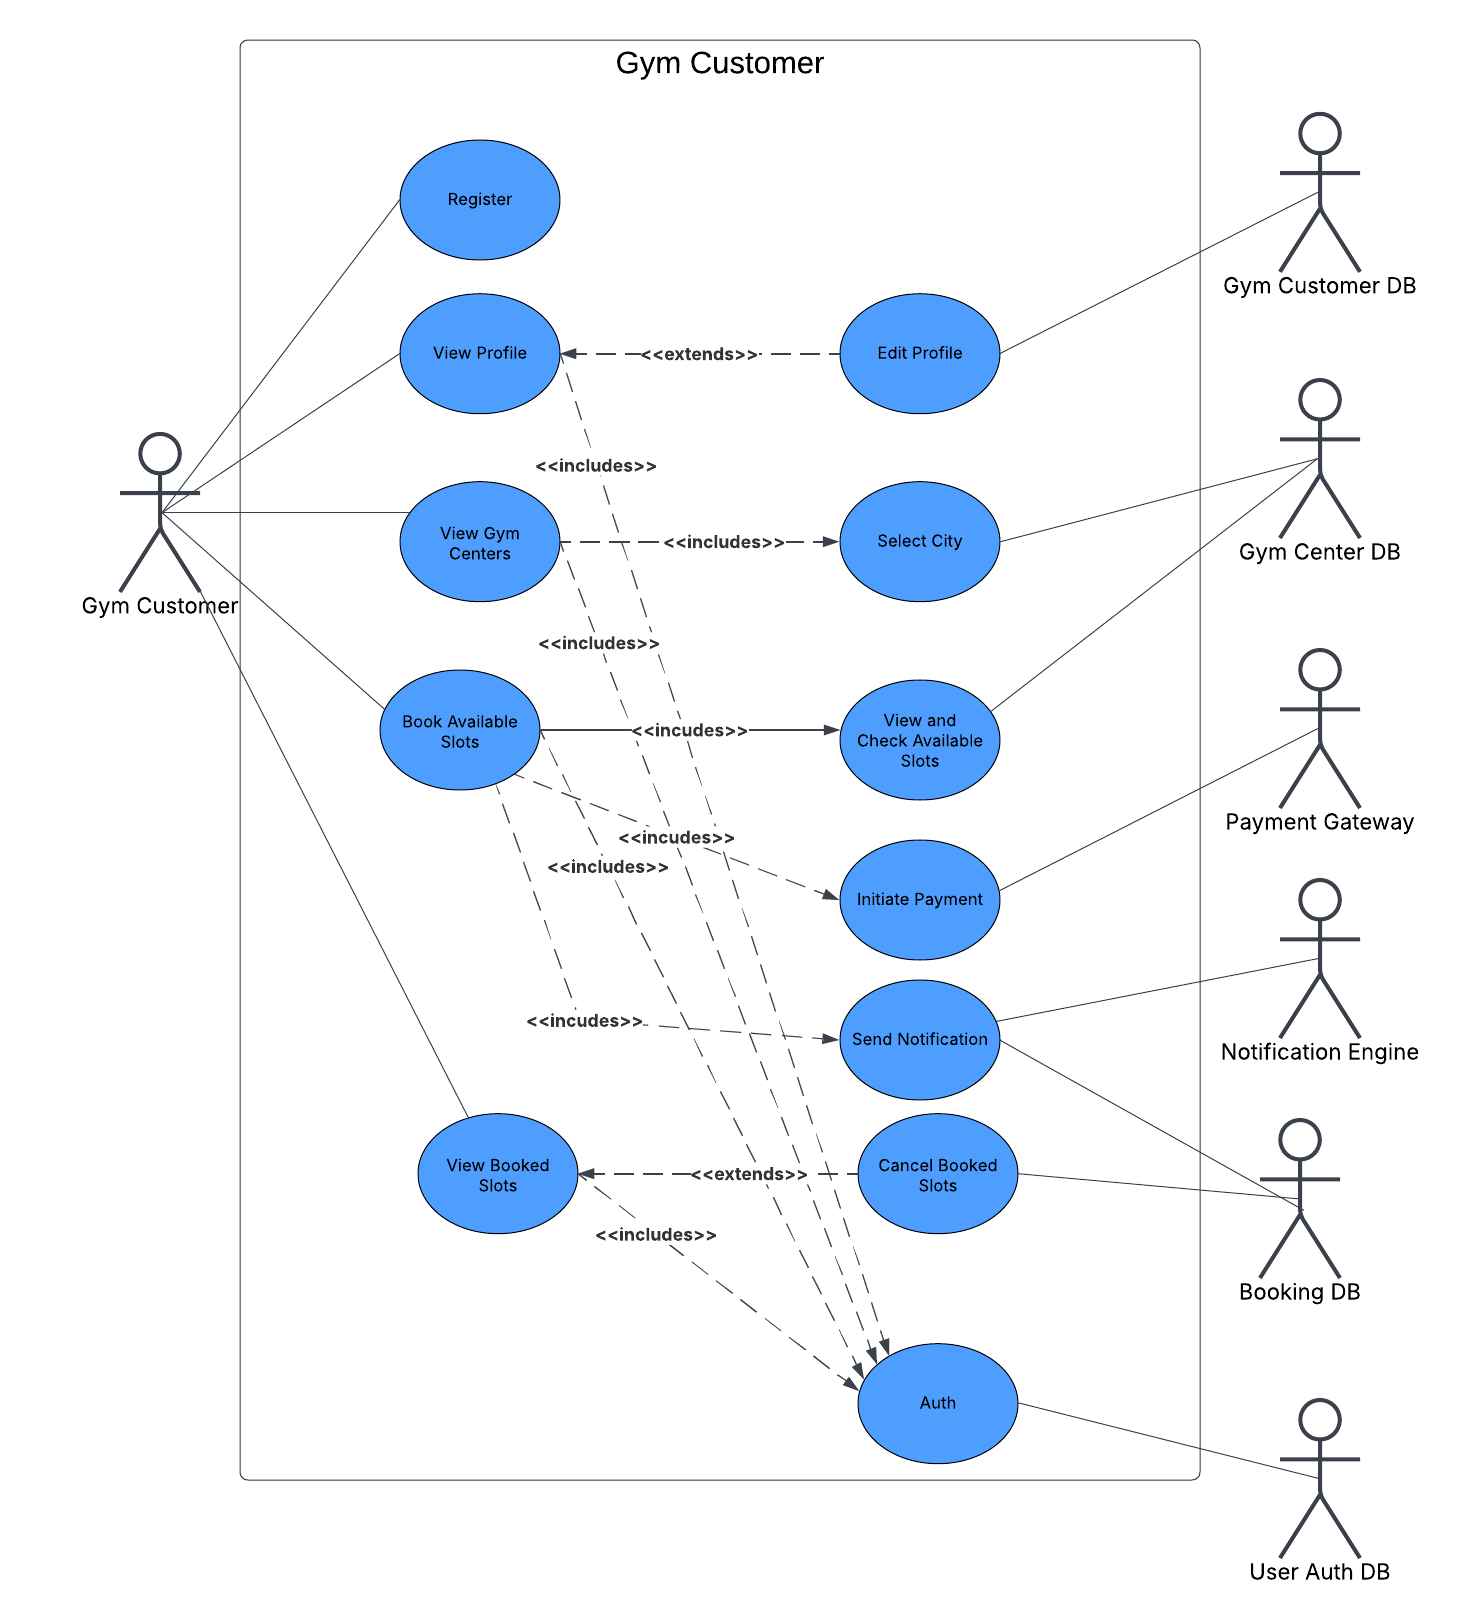 Gym Customer
Register
Gym Customer DB
View Profile
<<extends>>
Edit Profile
<<includes>>
Gym Customer
View Gym
Centers
<<includes>>
Select City
Gym Center DB
<<includes>>
Book Available
Slots
<<incudes>>
View and
Check Available
Slots
Payment Gateway
<<incudes>>
<<includes>>
Initiate Payment
<<incudes>>
Send Notification
Notification Engine
View Booked
Slots
<<extends>>
Cancel Booked
Slots
<<includes>>
Booking DB
Auth
User Auth DB